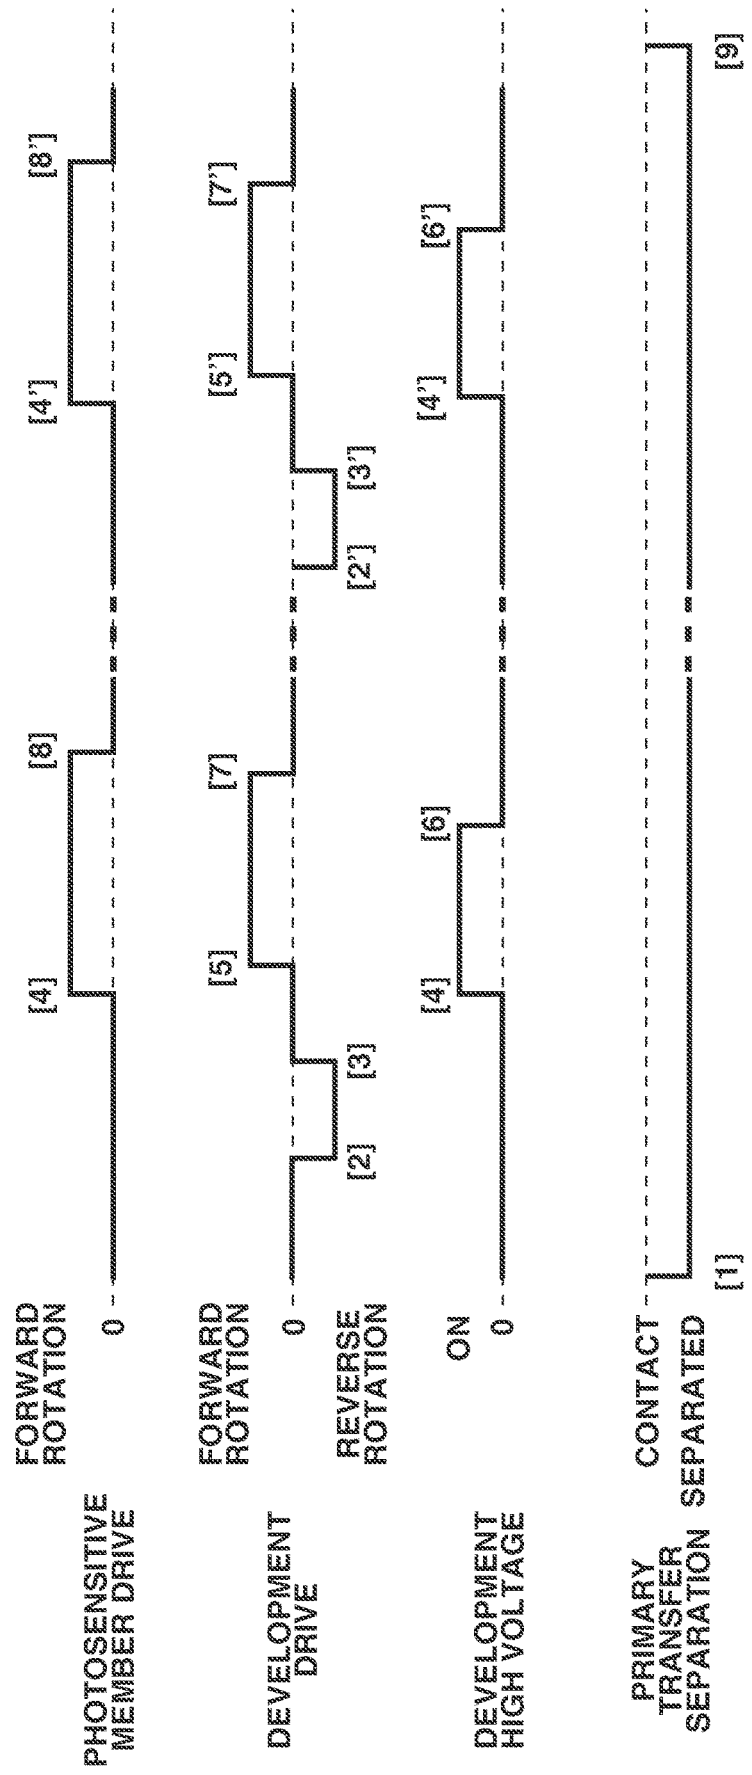 PHOTOSENSITIVE
MEMBER DRIVE
FORWARD
ROTATION
0
[4]
[8]
[4']
[8']
DEVELOPMENT
DRIVE
FORWARD
ROTATION
0
REVERSE
ROTATION
[2]
[3]
[5]
[7]
[2']
[3']
[5']
[7']
DEVELOPMENT
HIGH VOLTAGE
ON
0
[4]
[6]
[4']
[6']
PRIMARY
TRANSFER
SEPARATION
CONTACT
SEPARATED
[1]
[9]